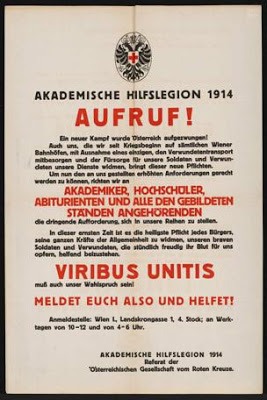 AKADEMISCHE HILFSLEGION 1914
AUFRUF!
Ein neuer Kampf wurde Österreich aufgezwungen!
Auch uns, die wir seit Kriegsbeginn auf sämtlichen Wiener
Bahnhöfen, mit Ausnahme eines einzigen, den Verwundetentransport
mitbesorgen und der Fürsorge für unsere Soldaten und Verwun-
deten unsere Dienste widmen, bringt dieser neue Pflichten.
Um nun den an uns gestellten erhöhten Anforderungen gerecht
werden zu können, richten wir an
AKADEMIKER, HOCHSCHÜLER,
ABITURIENTEN UND ALLE DEN GEBILDETEN
STÄNDEN ANGEHÖRENDEN
die dringende Aufforderung, sich in unsere Reihen zu stellen.
In dieser ernsten Zeit ist es die heiligste Pflicht jedes Bürgers,
seine ganzen Kräfte der Allgemeinheit zu widmen, unseren braven
Soldaten und Verwundeten, die stündlich freudig ihr Blut für uns
opfern, helfend beizustehen.
VIRIBUS UNITIS
muß auch unser Wahlspruch sein!
MELDET EUCH ALSO UND HELFET!
Anmeldestelle: Wien I., Landskrongasse 1, 4. Stock; an Werk-
tagen von 10–12 und von 4–6 Uhr.
AKADEMISCHE HILFSLEGION 1914
Referat der
Österreichischen Gesellschaft vom Roten Kreuze.